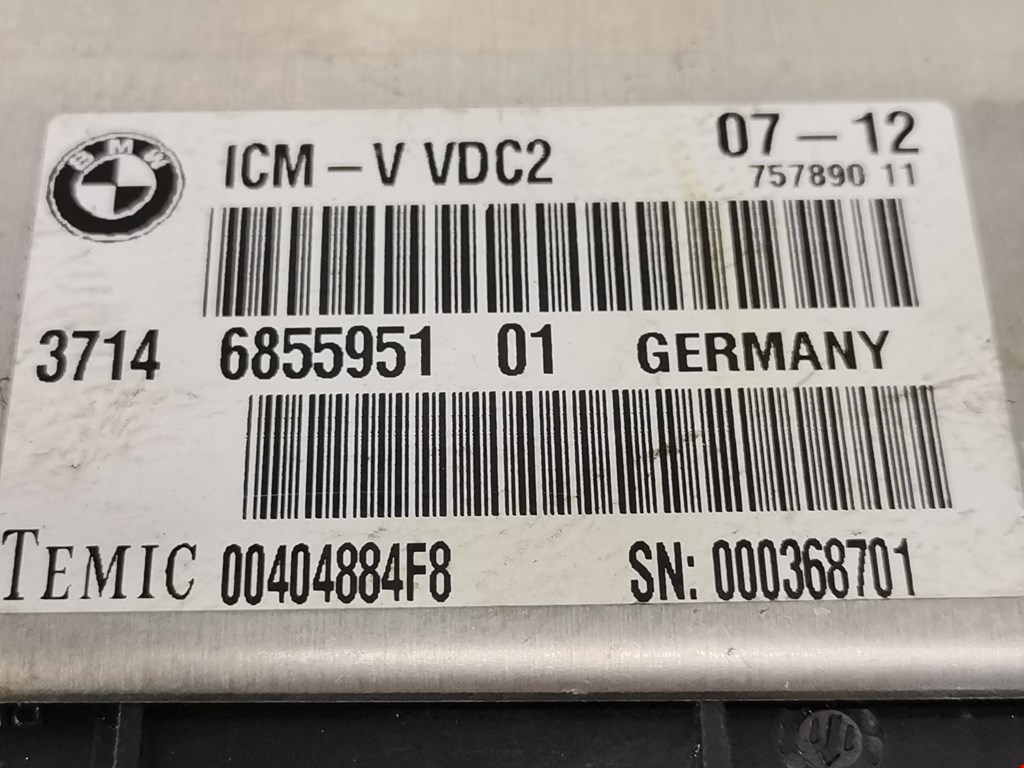 BMW
ICM-V VDC2 07-12
757890 11
3714 6855951 01 GERMANY
TEMIC 00404884F8 SN: 000368701